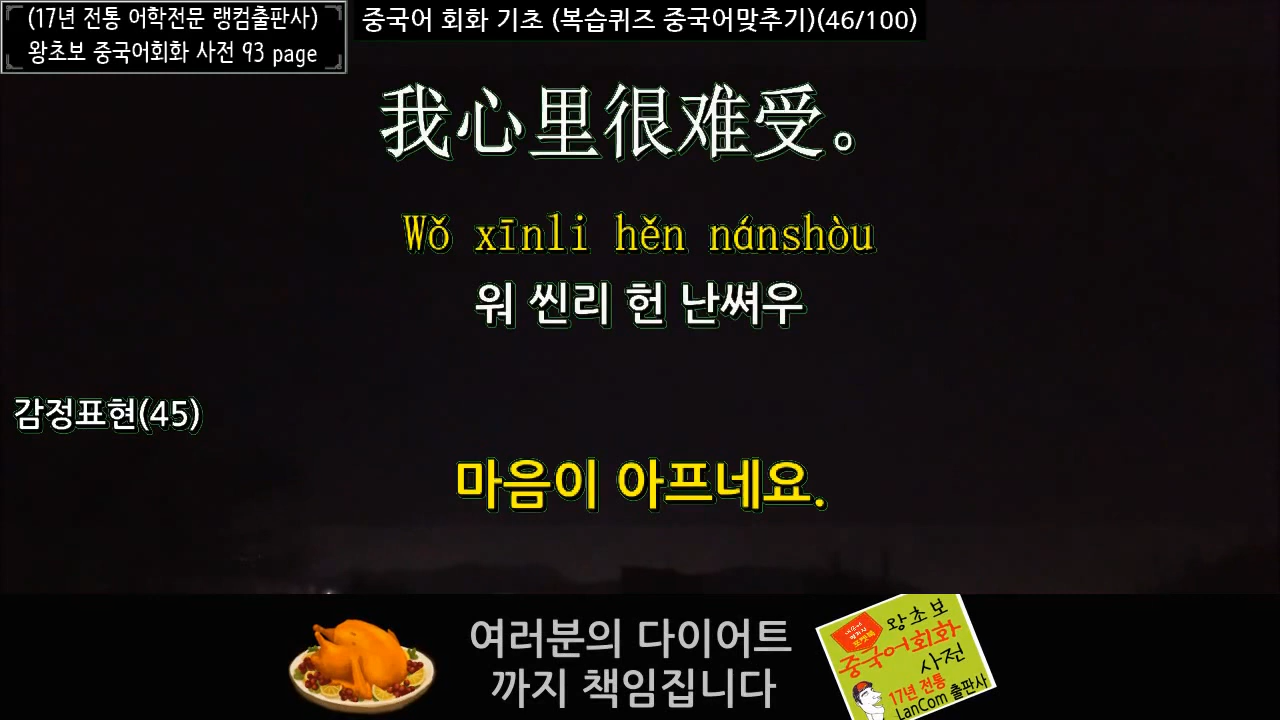 (17년 전통 어학전문 랭컴출판사)
왕초보 중국어회화 사전 93 page
중국어 회화 기초 (복습퀴즈 중국어맞추기)(46/100)
我心里很难受。
Wǒ xīnli hěn nánshòu
워 씬리 헌 난쎠우
감정표현(45)
마음이 아프네요.
여러분의 다이어트
까지 책임집니다
왕초보
중국어회화
사전
17년 전통
LanCom 출판사